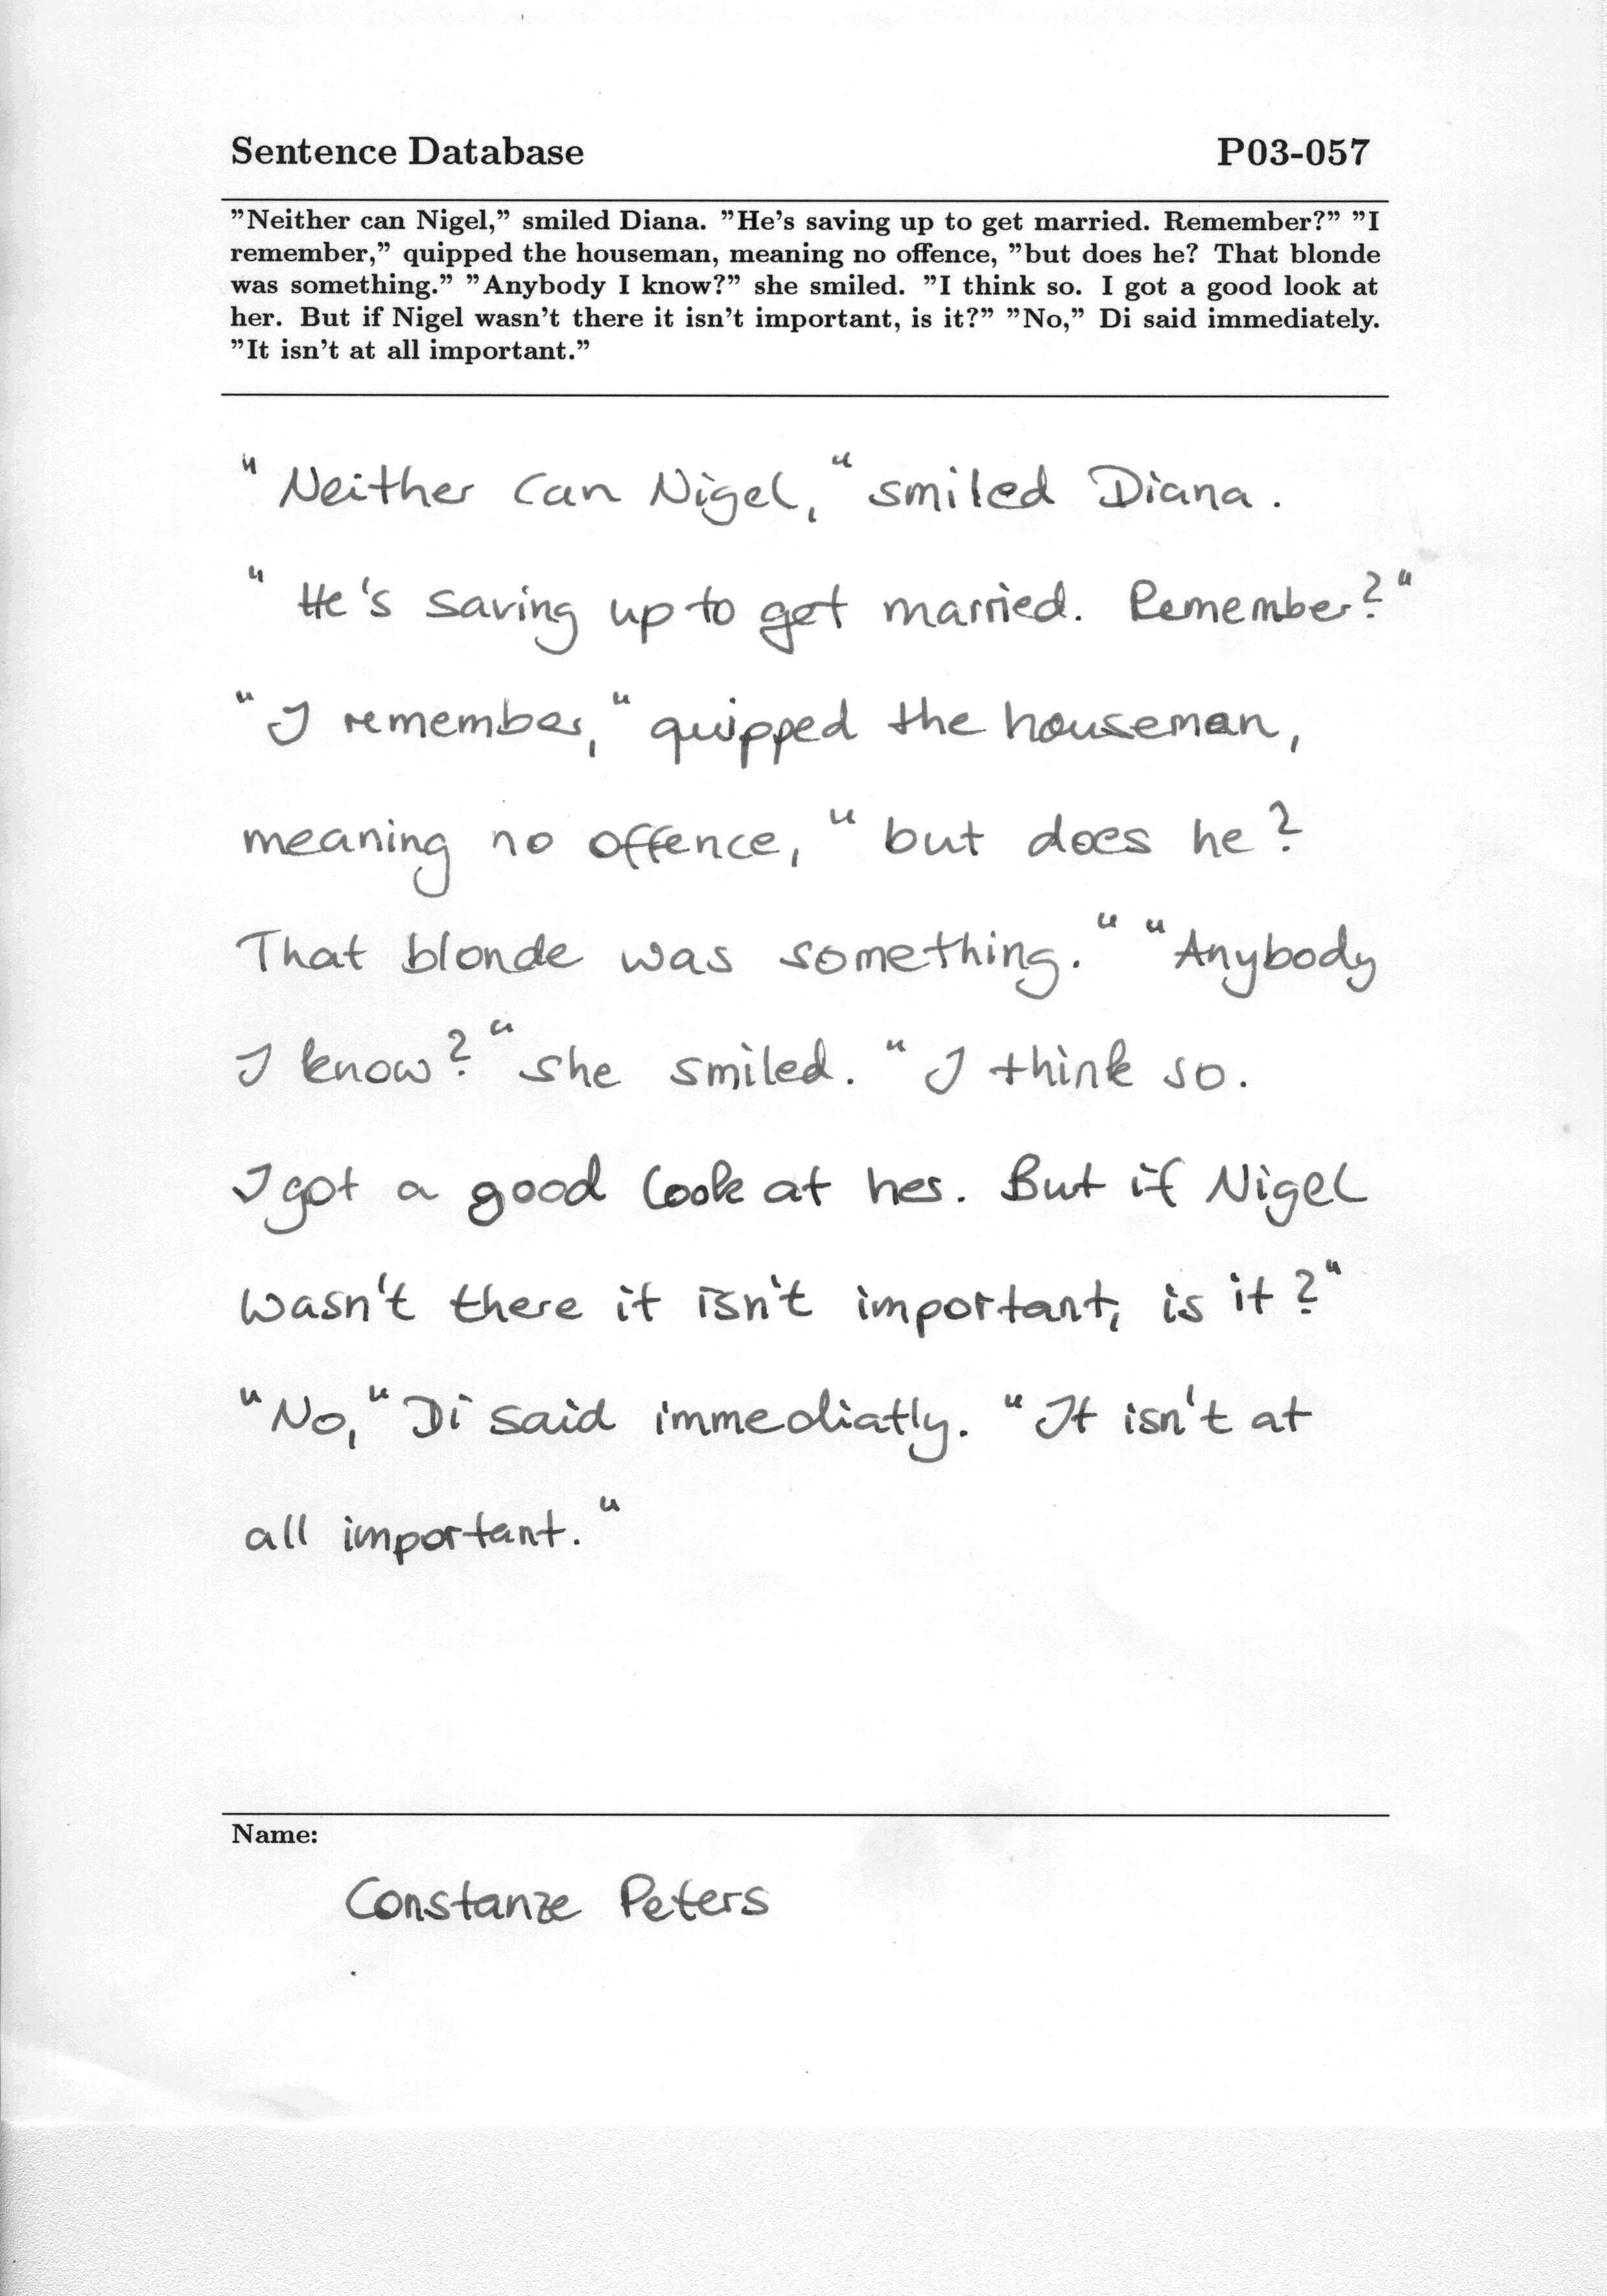 Sentence Database P03-057
"Neither can Nigel," smiled Diana. "He's saving up to get married. Remember?" "I
remember," quipped the houseman, meaning no offence, "but does he? That blonde
was something." "Anybody I know?" she smiled. "I think so. I got a good look at
her. But if Nigel wasn't there it isn't important, is it?" "No," Di said immediately.
"It isn't at all important."
"Neither can Nigel," smiled Diana.
"He's saving up to get married. Remember?"
"I remember," quipped the houseman,
meaning no offence, "but does he?
That blonde was something." "Anybody
I know?" she smiled. "I think so.
I got a good look at her. But if Nigel
wasn't there it isn't important, is it?"
"No," Di said immediatly. "It isn't at
all important."
Name:
Constanze Peters